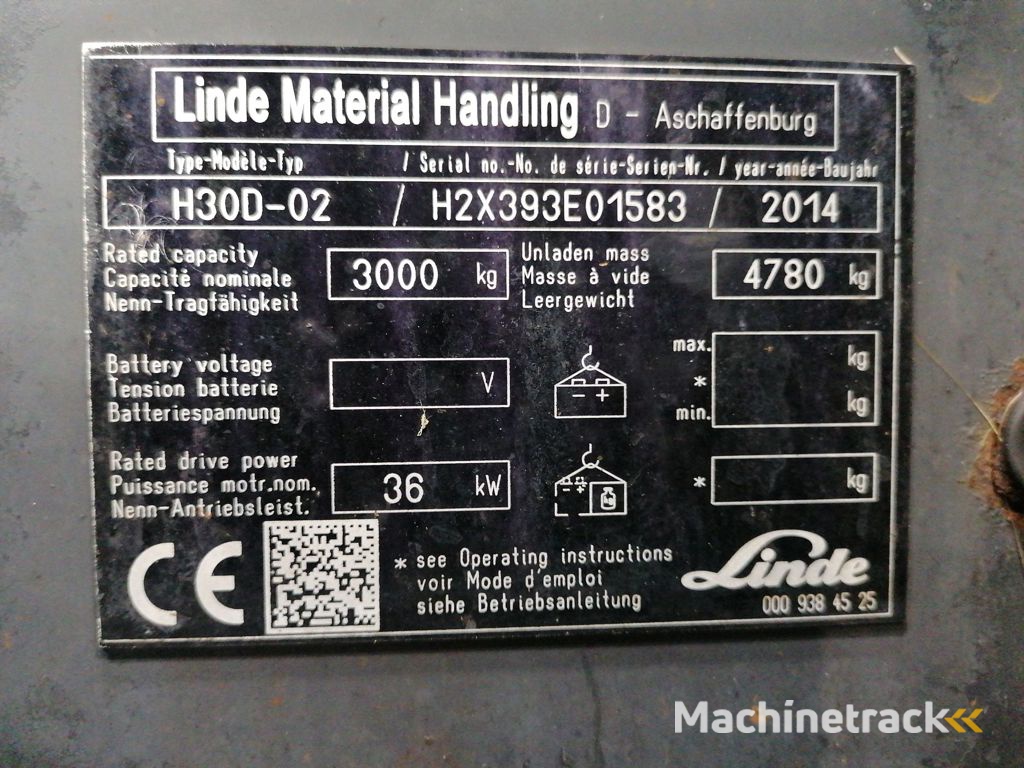 Linde Material Handling D - Aschaffenburg
Type-Modèle-Typ / Serial no.-No. de série-Serien-Nr. / year-année-Baujahr
H30D-02 / H2X393E01583 / 2014
Rated capacity
Capacité nominale
Nenn-Tragfähigkeit
3000 kg
Unladen mass
Masse à vide
Leergewicht
4780 kg
Battery voltage
Tension batterie
Batteriespannung
V
- +
max. kg
*
min. kg
Rated drive power
Puissance motr.nom.
Nenn-Antriebsleist.
36 kW
- + kg
* kg
CE
* see Operating instructions
voir Mode d'emploi
siehe Betriebsanleitung
Linde
000 938 45 25
Machinetrack